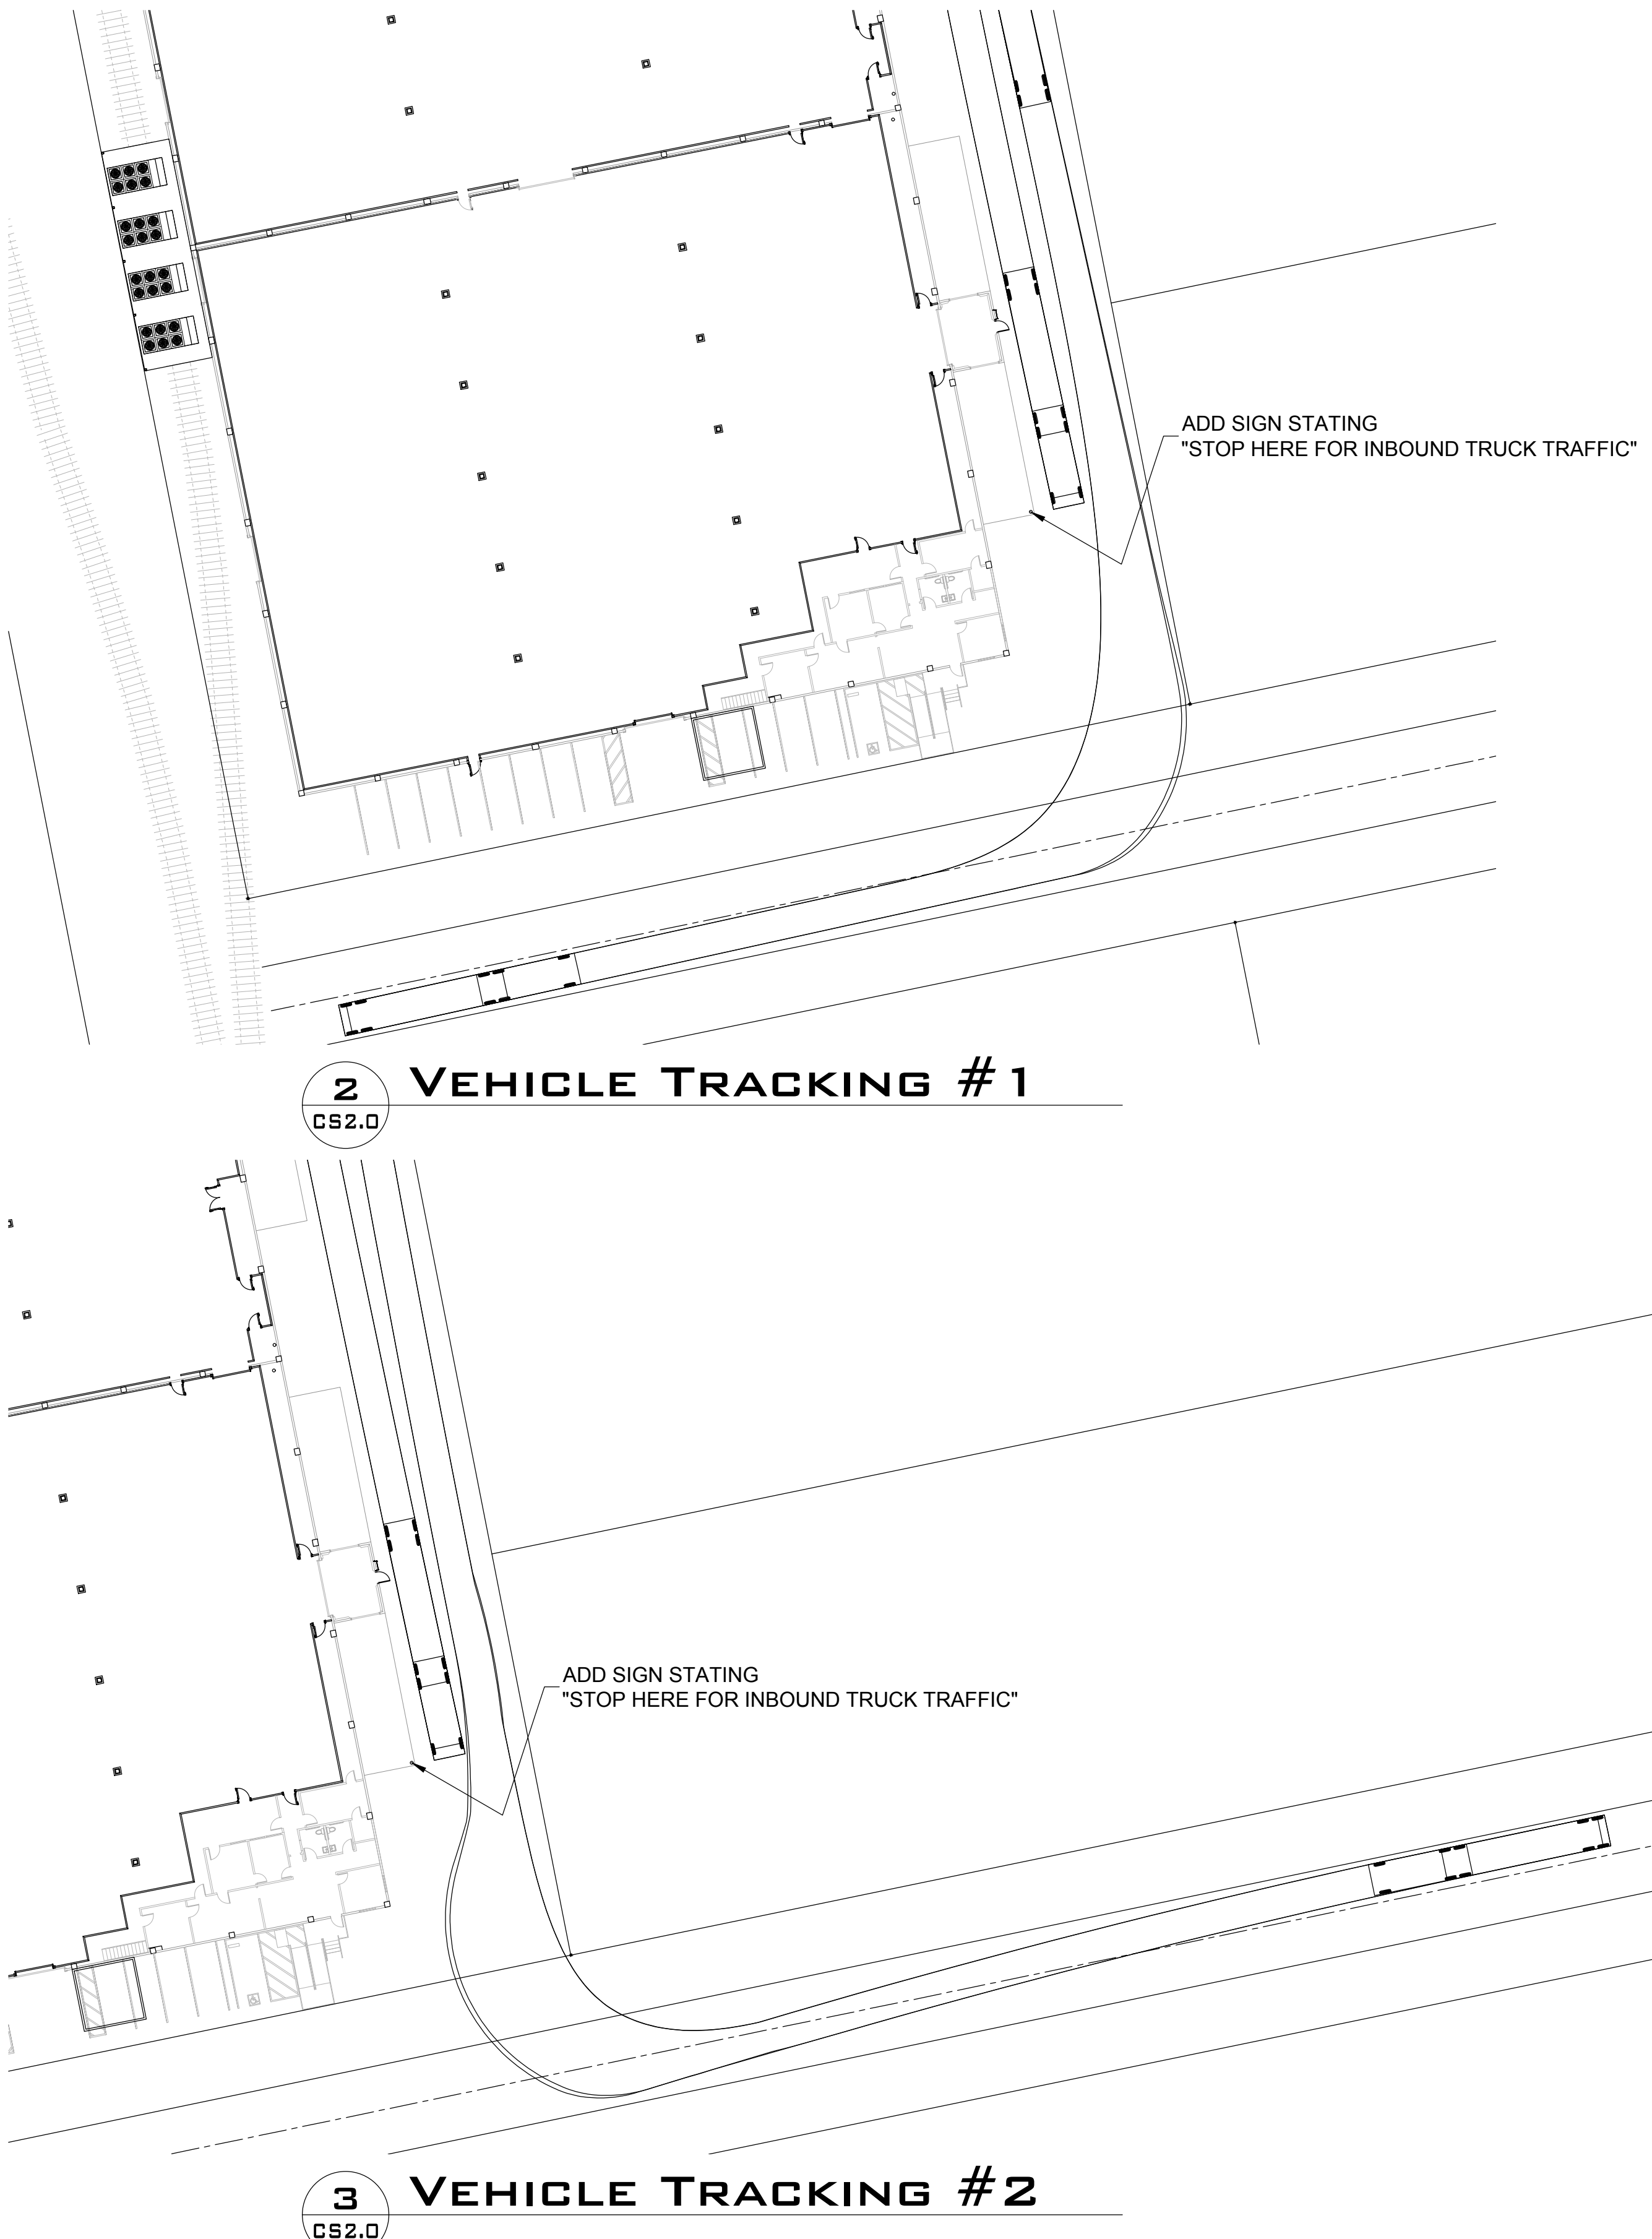 ADD SIGN STATING
"STOP HERE FOR INBOUND TRUCK TRAFFIC"
2
CS2.0
VEHICLE TRACKING #1
ADD SIGN STATING
"STOP HERE FOR INBOUND TRUCK TRAFFIC"
3
CS2.0
VEHICLE TRACKING #2